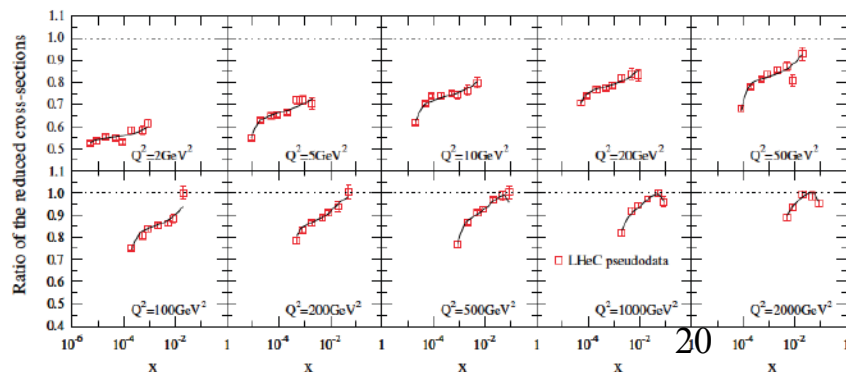 Ratio of the reduced cross-sections
1.1
1.0
0.9
0.8
0.7
0.6
0.5
Q²=2GeV²
Q²=5GeV²
Q²=10GeV²
Q²=20GeV²
Q²=50GeV²
1.1
1.0
0.9
0.8
0.7
0.6
0.5
0.4
LHeC pseudodata
Q²=100GeV²
Q²=200GeV²
Q²=500GeV²
Q²=1000GeV²
Q²=2000GeV²
10⁻⁶ 10⁻⁴ 10⁻² 1 10⁻⁴ 10⁻² 1 10⁻⁴ 10⁻² 1 10⁻⁴ 10⁻² 1 10⁻⁴ 10⁻² 1
20
x x x x x